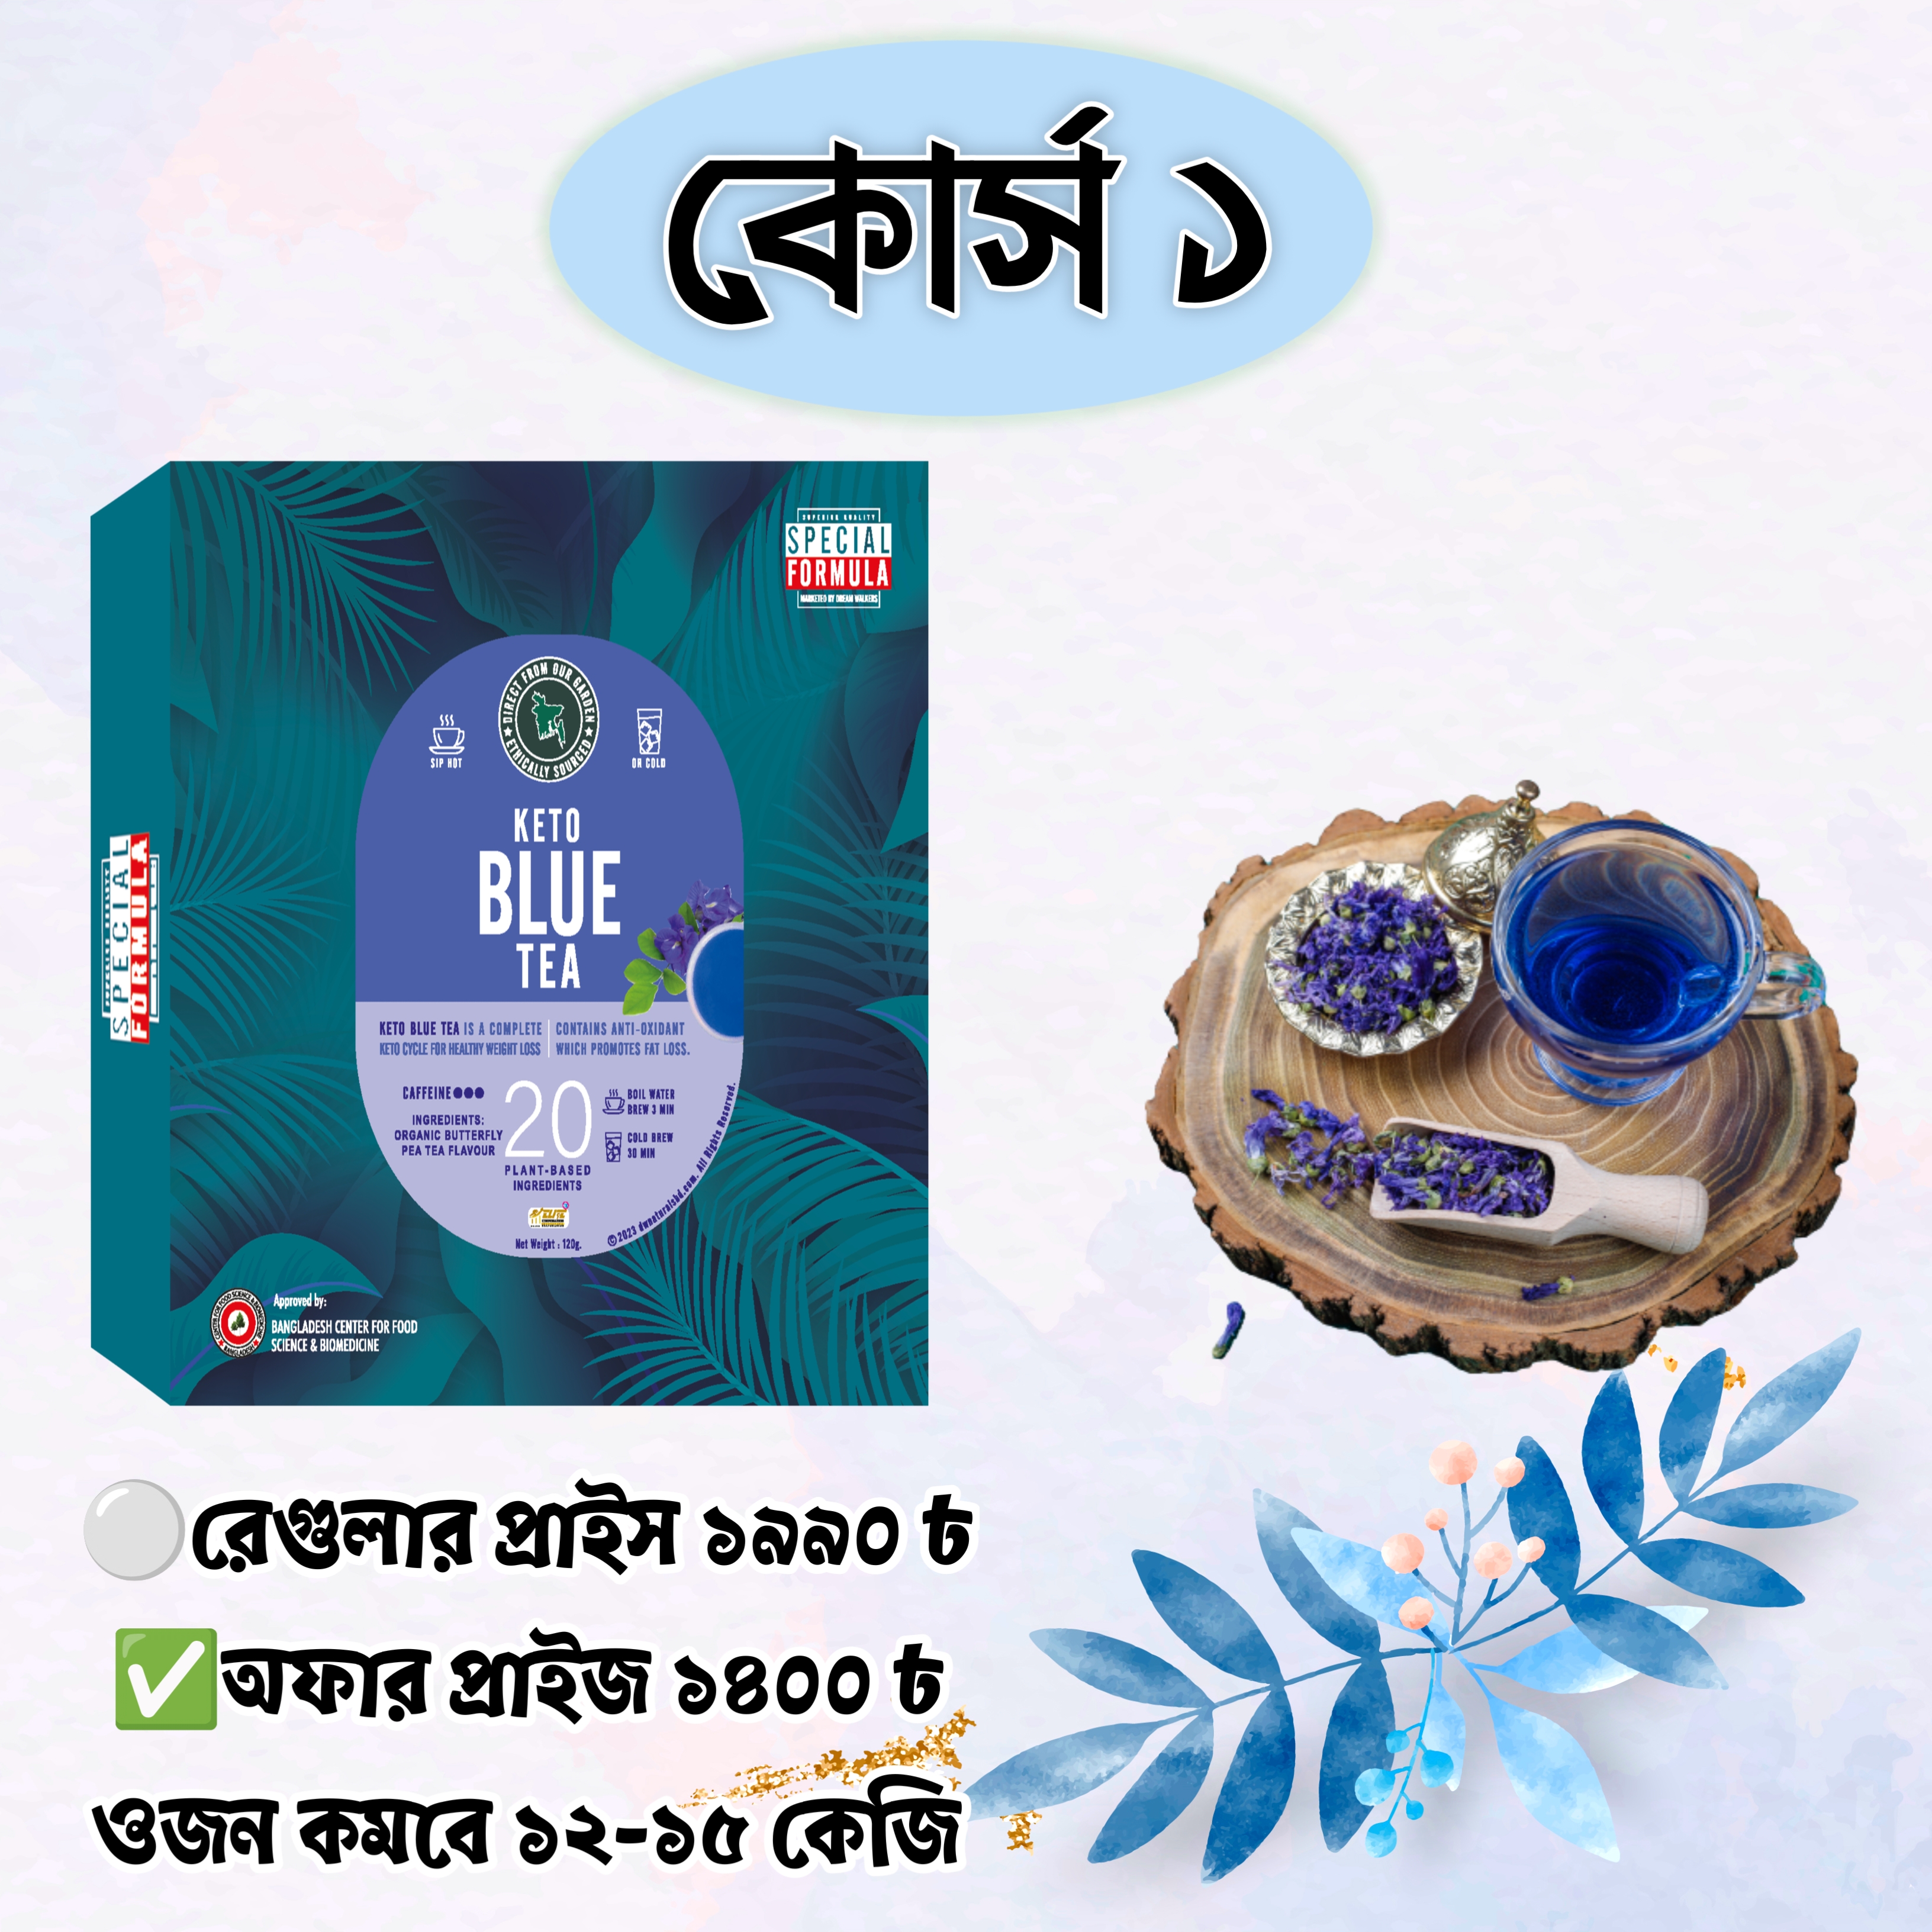 কোর্স ১
SUPERIOR QUALITY
SPECIAL
FORMULA
MARKETED BY DREAM WALKERS
SPECIAL
FORMULA
DIRECT FROM OUR GARDEN
ETHICALLY SOURCED
SIP HOT
OR COLD
KETO
BLUE
TEA
KETO BLUE TEA IS A COMPLETE
KETO CYCLE FOR HEALTHY WEIGHT LOSS
CONTAINS ANTI-OXIDANT
WHICH PROMOTES FAT LOSS.
CAFFEINE
INGREDIENTS:
ORGANIC BUTTERFLY
PEA TEA FLAVOUR
20
PLANT-BASED
INGREDIENTS
BOIL WATER
BREW 3 MIN
COLD BREW
30 MIN
ELITE
Net Weight : 120g.
©2023 dwnaturalsbd.com. All Rights Reserved.
Approved by:
BANGLADESH CENTER FOR FOOD
SCIENCE & BIOMEDICINE
রেগুলার প্রাইস ১৯৯০ ৳
অফার প্রাইজ ১৪০০ ৳
ওজন কমবে ১২-১৫ কেজি